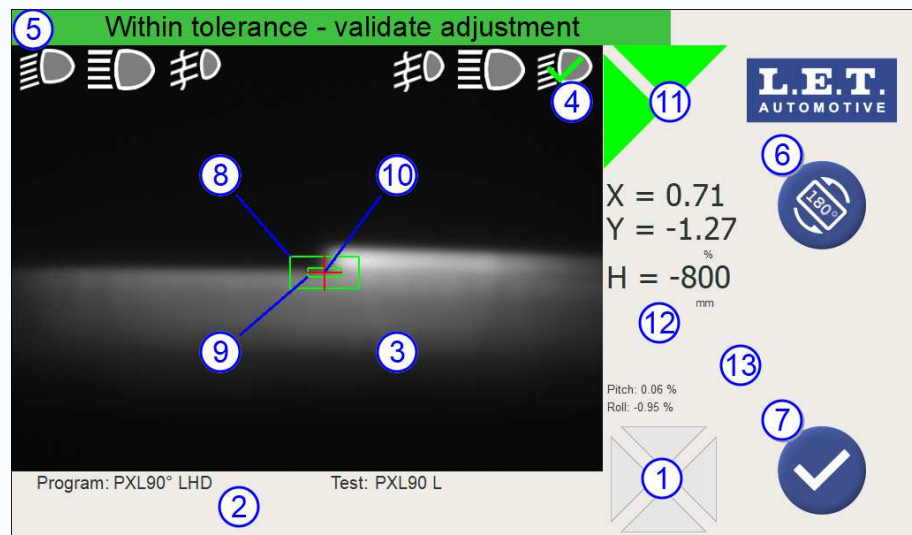 5
Within tolerance - validate adjustment
4
11
L.E.T.
AUTOMOTIVE
6
180°
8
10
X = 0.71
Y = -1.27
%
H = -800
mm
12
9
3
13
Pitch: 0.06 %
Roll: -0.95 %
7
1
Program: PXL90° LHD
Test: PXL90 L
2